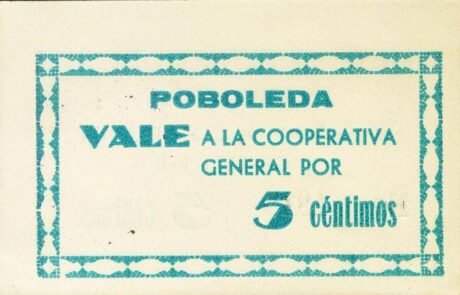 POBOLEDA
VALE A LA COOPERATIVA
GENERAL POR
5 céntimos